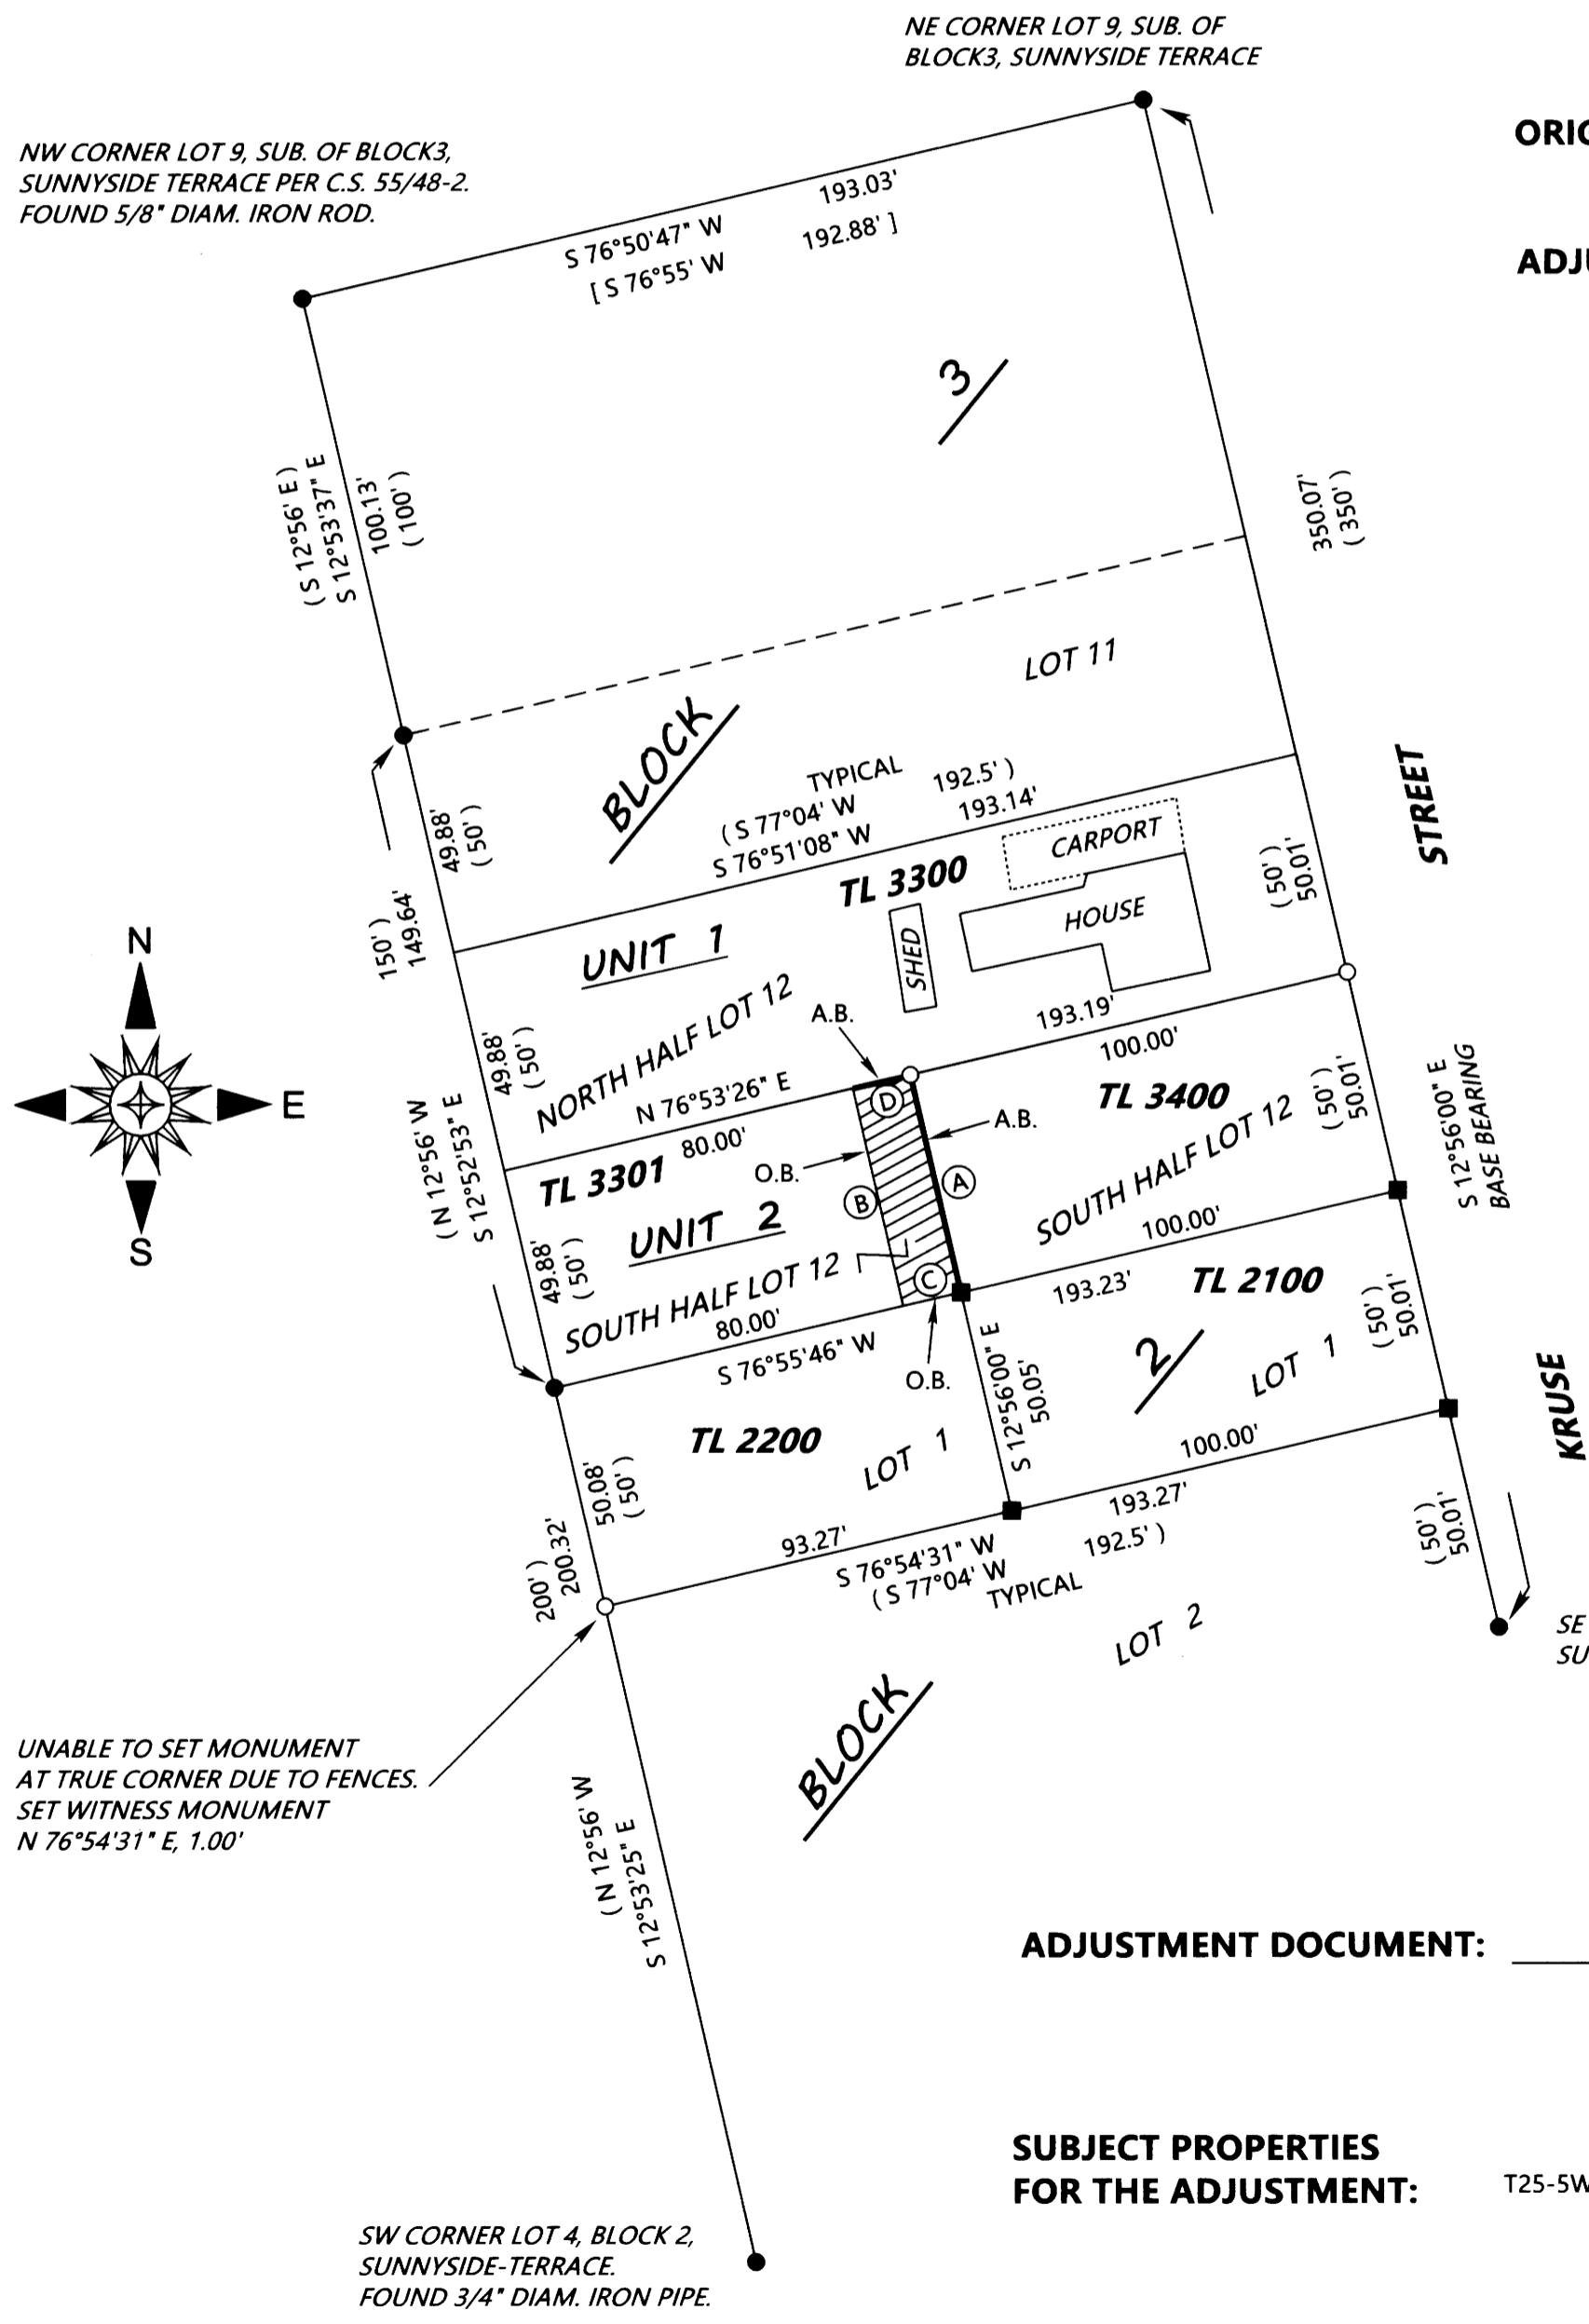 NE CORNER LOT 9, SUB. OF
BLOCK3, SUNNYSIDE TERRACE
NW CORNER LOT 9, SUB. OF BLOCK3,
SUNNYSIDE TERRACE PER C.S. 55/48-2.
FOUND 5/8" DIAM. IRON ROD.
ORIG
ADJU
S 76°50'47" W 193.03'
[ S 76°55' W 192.88' ]
3
( S 12°56' E )
S 12°53'37" E
100.13'
( 100' )
350.07'
( 350' )
LOT 11
BLOCK
TYPICAL
( S 77°04' W 192.5' )
S 76°51'08" W 193.14'
49.88'
( 50' )
150' )
149.64'
CARPORT
TL 3300
HOUSE
SHED
( 50' )
50.01'
STREET
UNIT 1
NORTH HALF LOT 12
N
E
S
A.B.
193.19'
100.00'
49.88'
( 50' )
N 76°53'26" E
80.00'
D
TL 3400
A.B.
( 50' )
50.01'
S 12°56'00" E
BASE BEARING
( N 12°56' W
S 12°52'53" E
TL 3301
O.B.
A
B
SOUTH HALF LOT 12
100.00'
UNIT 2
49.88'
( 50' )
SOUTH HALF LOT 12
80.00'
C
193.23'
TL 2100
( 50' )
50.01'
S 76°55'46" W
O.B.
S 12°56'00" E
50.05'
2
LOT 1
KRUSE
TL 2200
LOT 1
50.08'
( 50' )
100.00'
93.27'
193.27'
S 76°54'31" W
( S 77°04' W 192.5' )
TYPICAL
200' )
200.32'
( 50' )
50.01'
LOT 2
SE
SU
BLOCK
UNABLE TO SET MONUMENT
AT TRUE CORNER DUE TO FENCES.
SET WITNESS MONUMENT
N 76°54'31" E, 1.00'
( N 12°56' W
S 12°53'25" E
ADJUSTMENT DOCUMENT:
SUBJECT PROPERTIES
FOR THE ADJUSTMENT:
T25-5W
SW CORNER LOT 4, BLOCK 2,
SUNNYSIDE-TERRACE.
FOUND 3/4" DIAM. IRON PIPE.